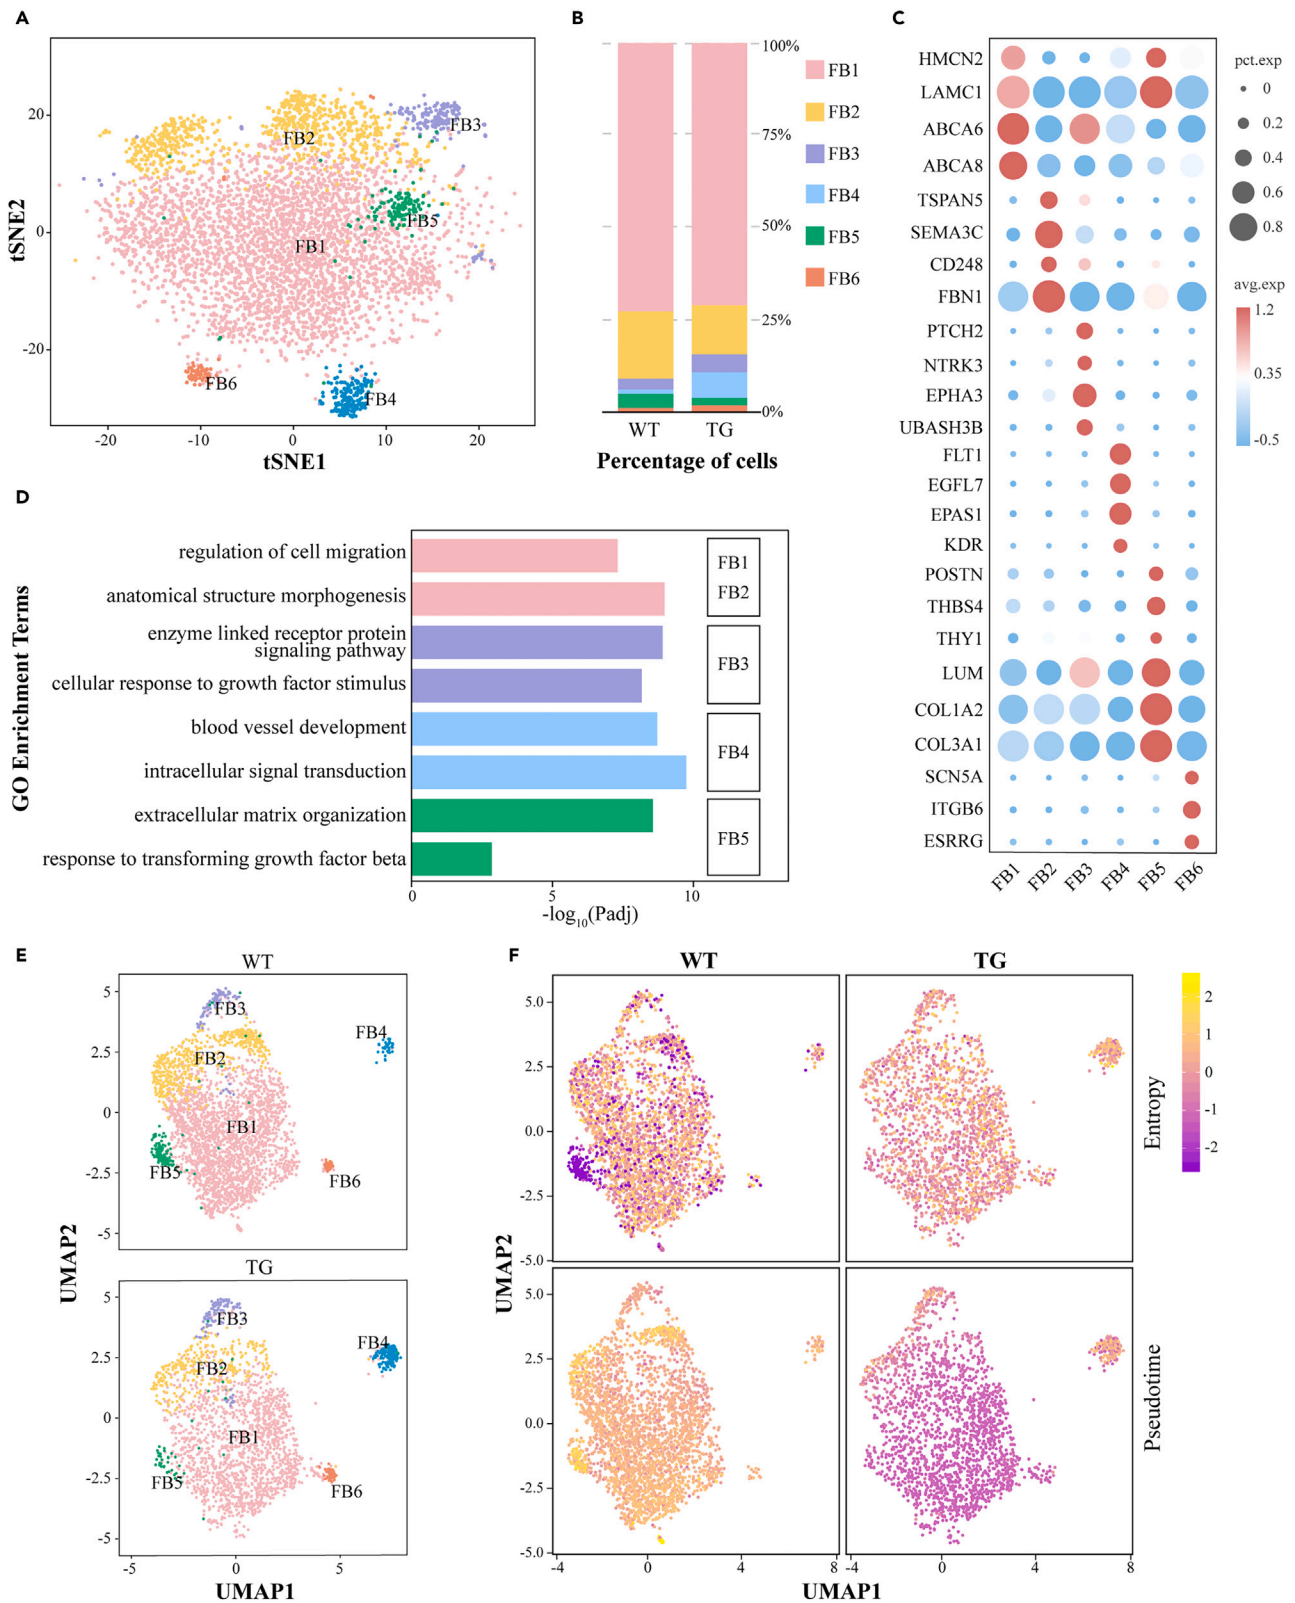 A
tSNE2
20
0
-20
FB2
FB3
FB5
FB1
FB6
FB4
-20
-10
0
10
20
tSNE1
B
100%
75%
50%
25%
0%
WT
TG
Percentage of cells
FB1
FB2
FB3
FB4
FB5
FB6
C
HMCN2
LAMC1
ABCA6
ABCA8
TSPAN5
SEMA3C
CD248
FBN1
PTCH2
NTRK3
EPHA3
UBASH3B
FLT1
EGFL7
EPAS1
KDR
POSTN
THBS4
THY1
LUM
COL1A2
COL3A1
SCN5A
ITGB6
ESRRG
FB1
FB2
FB3
FB4
FB5
FB6
pct.exp
0
0.2
0.4
0.6
0.8
avg.exp
1.2
0.35
-0.5
D
GO Enrichment Terms
regulation of cell migration
anatomical structure morphogenesis
enzyme linked receptor protein
signaling pathway
cellular response to growth factor stimulus
blood vessel development
intracellular signal transduction
extracellular matrix organization
response to transforming growth factor beta
FB1
FB2
FB3
FB4
FB5
0
5
10
-log10(Padj)
E
WT
5
2.5
0
-2.5
-5
FB3
FB4
FB2
FB1
FB5
FB6
UMAP2
TG
5
2.5
0
-2.5
-5
FB3
FB4
FB2
FB1
FB5
FB6
-5
0
5
UMAP1
F
WT
TG
5.0
2.5
0.0
-2.5
-5.0
UMAP2
5.0
2.5
0.0
-2.5
-5.0
-4
0
4
8
-4
0
4
8
UMAP1
Entropy
Pseudotime
2
1
0
-1
-2